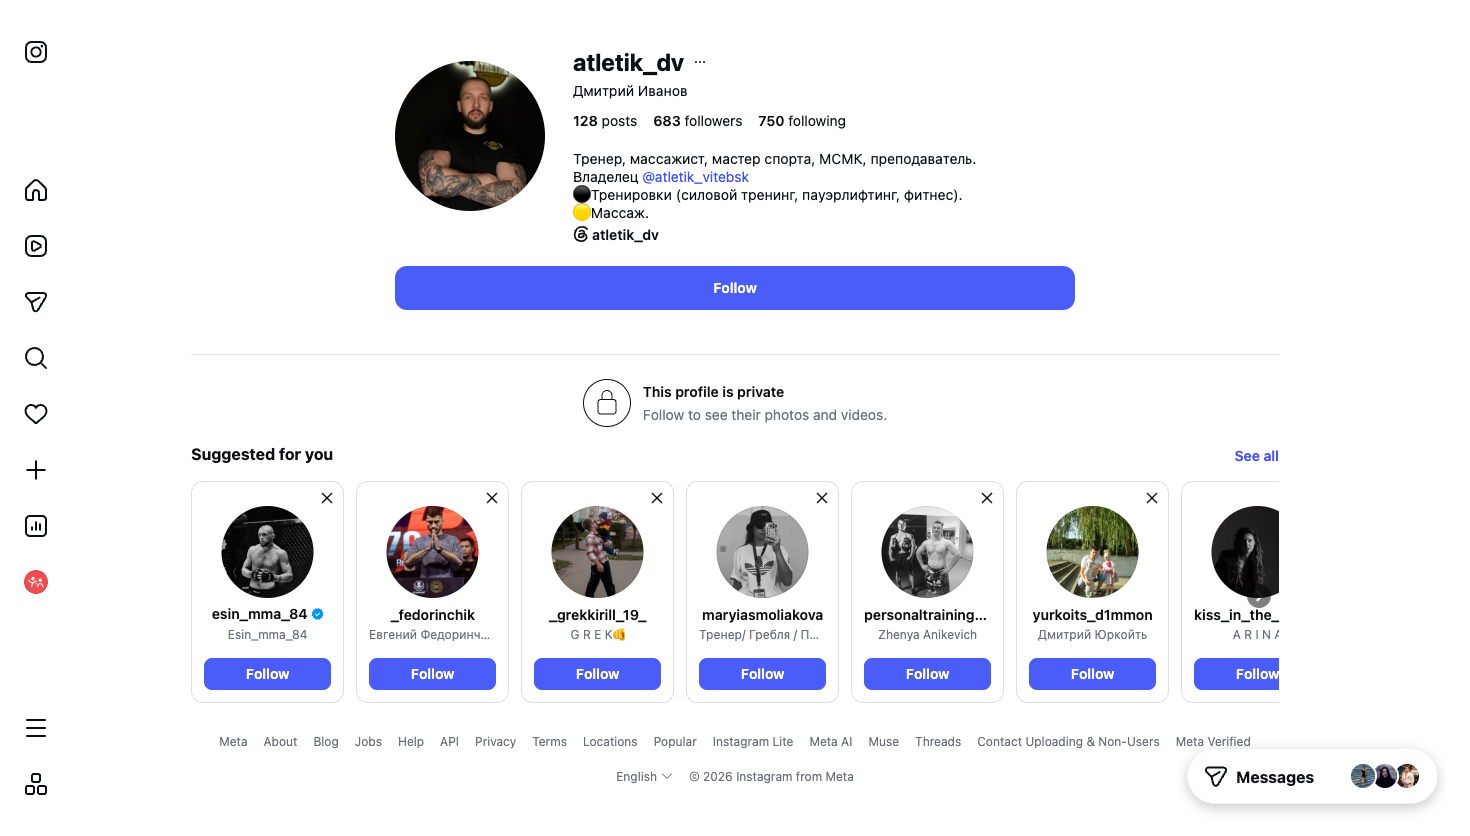 atletik_dv ...
Дмитрий Иванов
128 posts 683 followers 750 following
Тренер, массажист, мастер спорта, МСМК, преподаватель.
Владелец @atletik_vitebsk
⚫Тренировки (силовой тренинг, пауэрлифтинг, фитнес).
🟡Массаж.
atletik_dv
Follow
This profile is private
Follow to see their photos and videos.
Suggested for you
See all
esin_mma_84
Esin_mma_84
Follow
_fedorinchik
Евгений Федоринч...
Follow
_grekkirill_19_
G R E K👊
Follow
maryiasmoliakova
Тренер/ Гребля / П...
Follow
personaltraining...
Zhenya Anikevich
Follow
yurkoits_d1mmon
Дмитрий Юркойть
Follow
kiss_in_the_
A R I N A
Follow
Meta About Blog Jobs Help API Privacy Terms Locations Popular Instagram Lite Meta AI Muse Threads Contact Uploading & Non-Users Meta Verified
English © 2026 Instagram from Meta
Messages